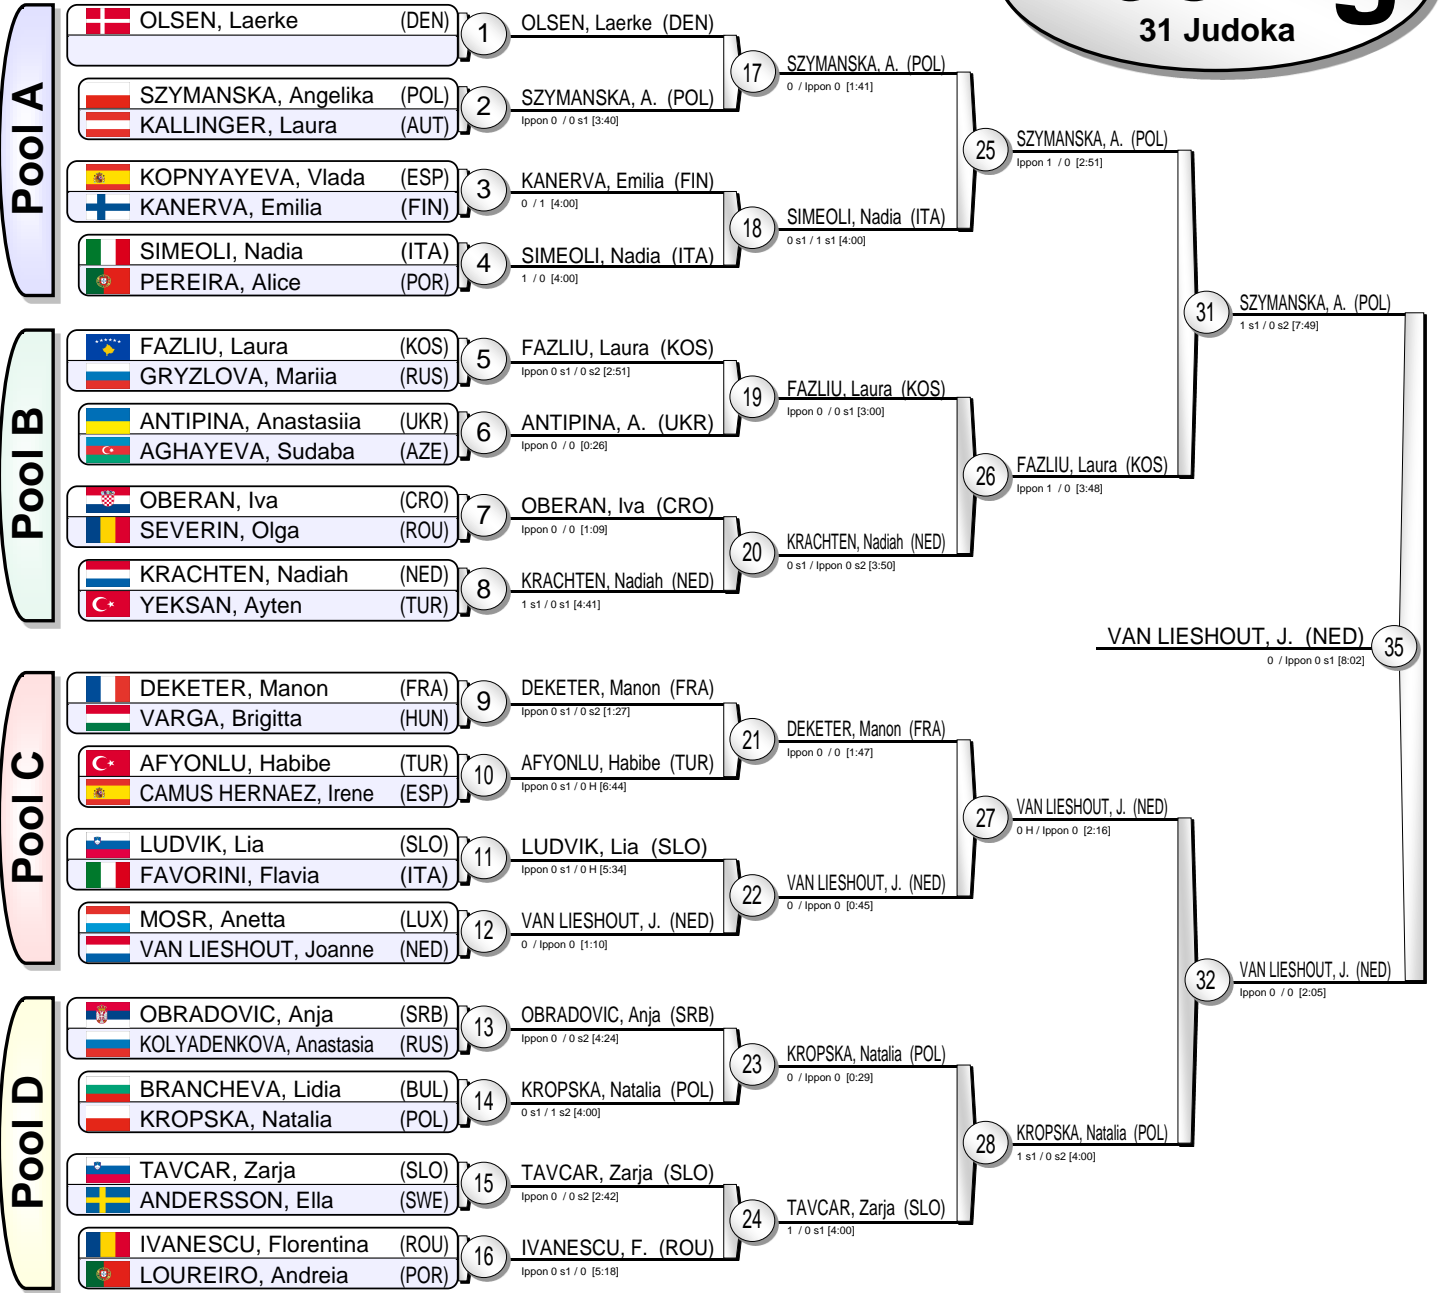 31 Judoka
Pool A
OLSEN, Laerke (DEN)
SZYMANSKA, Angelika (POL)
KALLINGER, Laura (AUT)
KOPNYAYEVA, Vlada (ESP)
KANERVA, Emilia (FIN)
SIMEOLI, Nadia (ITA)
PEREIRA, Alice (POR)
Pool B
FAZLIU, Laura (KOS)
GRYZLOVA, Mariia (RUS)
ANTIPINA, Anastasiia (UKR)
AGHAYEVA, Sudaba (AZE)
OBERAN, Iva (CRO)
SEVERIN, Olga (ROU)
KRACHTEN, Nadiah (NED)
YEKSAN, Ayten (TUR)
Pool C
DEKETER, Manon (FRA)
VARGA, Brigitta (HUN)
AFYONLU, Habibe (TUR)
CAMUS HERNAEZ, Irene (ESP)
LUDVIK, Lia (SLO)
FAVORINI, Flavia (ITA)
MOSR, Anetta (LUX)
VAN LIESHOUT, Joanne (NED)
Pool D
OBRADOVIC, Anja (SRB)
KOLYADENKOVA, Anastasia (RUS)
BRANCHEVA, Lidia (BUL)
KROPSKA, Natalia (POL)
TAVCAR, Zarja (SLO)
ANDERSSON, Ella (SWE)
IVANESCU, Florentina (ROU)
LOUREIRO, Andreia (POR)
1
OLSEN, Laerke (DEN)
2
SZYMANSKA, A. (POL)
Ippon 0 / 0 s1 [3:40]
3
KANERVA, Emilia (FIN)
0 / 1 [4:00]
4
SIMEOLI, Nadia (ITA)
1 / 0 [4:00]
5
FAZLIU, Laura (KOS)
Ippon 0 s1 / 0 s2 [2:51]
6
ANTIPINA, A. (UKR)
Ippon 0 / 0 [0:26]
7
OBERAN, Iva (CRO)
Ippon 0 / 0 [1:09]
8
KRACHTEN, Nadiah (NED)
1 s1 / 0 s1 [4:41]
9
DEKETER, Manon (FRA)
Ippon 0 s1 / 0 s2 [1:27]
10
AFYONLU, Habibe (TUR)
Ippon 0 s1 / 0 H [6:44]
11
LUDVIK, Lia (SLO)
Ippon 0 s1 / 0 H [5:34]
12
VAN LIESHOUT, J. (NED)
0 / Ippon 0 [1:10]
13
OBRADOVIC, Anja (SRB)
Ippon 0 / 0 s2 [4:24]
14
KROPSKA, Natalia (POL)
0 s1 / 1 s2 [4:00]
15
TAVCAR, Zarja (SLO)
Ippon 0 / 0 s2 [2:42]
16
IVANESCU, F. (ROU)
Ippon 0 s1 / 0 [5:18]
17
SZYMANSKA, A. (POL)
0 / Ippon 0 [1:41]
18
SIMEOLI, Nadia (ITA)
0 s1 / 1 s1 [4:00]
19
FAZLIU, Laura (KOS)
Ippon 0 / 0 s1 [3:00]
20
KRACHTEN, Nadiah (NED)
0 s1 / Ippon 0 s2 [3:50]
21
DEKETER, Manon (FRA)
Ippon 0 / 0 [1:47]
22
VAN LIESHOUT, J. (NED)
0 / Ippon 0 [0:45]
23
KROPSKA, Natalia (POL)
0 / Ippon 0 [0:29]
24
TAVCAR, Zarja (SLO)
1 / 0 s1 [4:00]
25
SZYMANSKA, A. (POL)
Ippon 1 / 0 [2:51]
26
FAZLIU, Laura (KOS)
Ippon 1 / 0 [3:48]
27
VAN LIESHOUT, J. (NED)
0 H / Ippon 0 [2:16]
28
KROPSKA, Natalia (POL)
1 s1 / 0 s2 [4:00]
31
SZYMANSKA, A. (POL)
1 s1 / 0 s2 [7:49]
32
VAN LIESHOUT, J. (NED)
Ippon 0 / 0 [2:05]
VAN LIESHOUT, J. (NED)
35
0 / Ippon 0 s1 [8:02]